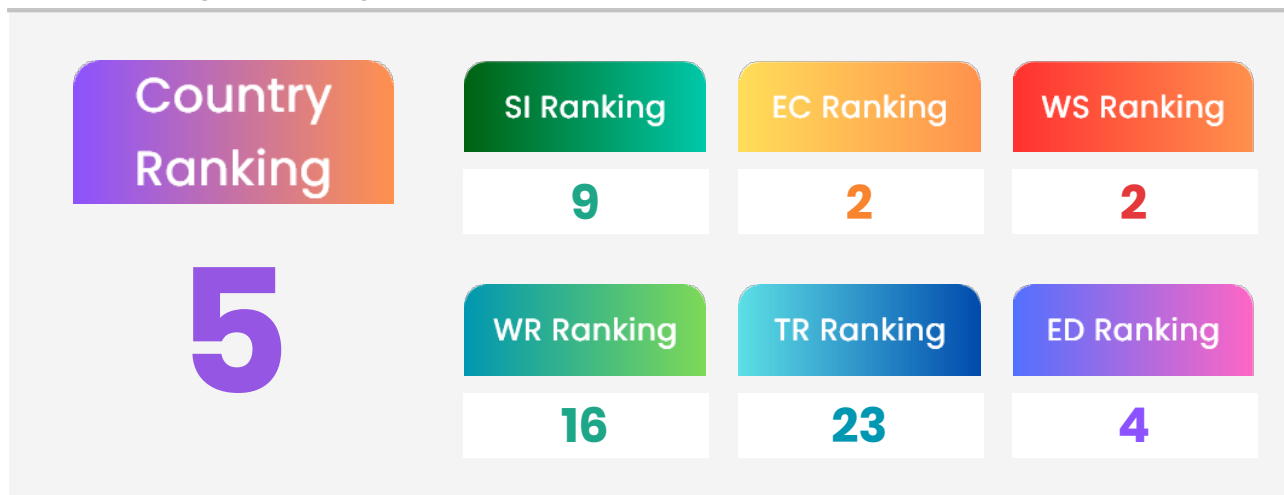 Country
Ranking
5
SI Ranking
9
EC Ranking
2
WS Ranking
2
WR Ranking
16
TR Ranking
23
ED Ranking
4